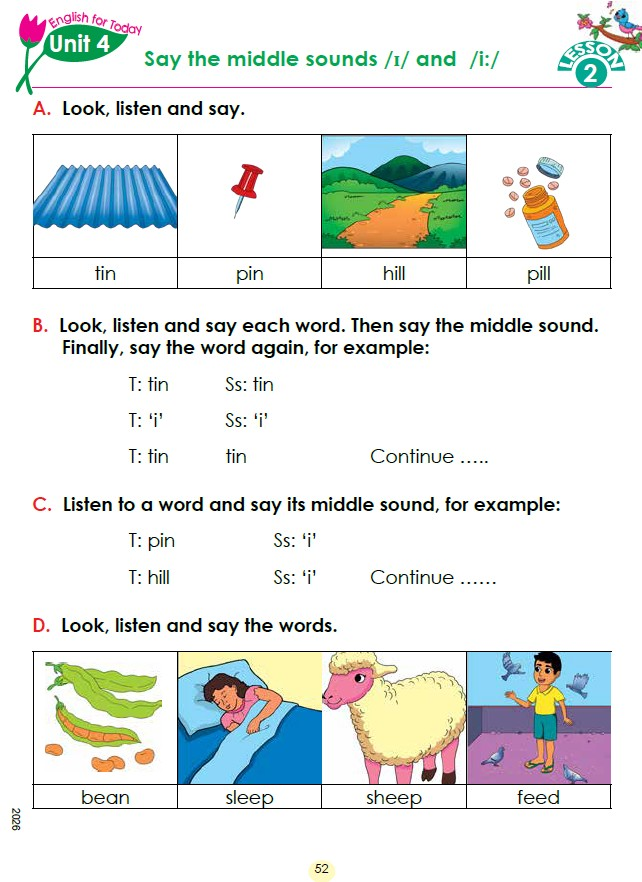 English for Today
Unit 4
Say the middle sounds /ɪ/ and /i:/
LESSON
2
A. Look, listen and say.
tin pin hill pill
B. Look, listen and say each word. Then say the middle sound.
Finally, say the word again, for example:
T: tin Ss: tin
T: ‘i’ Ss: ‘i’
T: tin tin Continue .....
C. Listen to a word and say its middle sound, for example:
T: pin Ss: ‘i’
T: hill Ss: ‘i’ Continue ......
D. Look, listen and say the words.
bean sleep sheep feed
2026
52